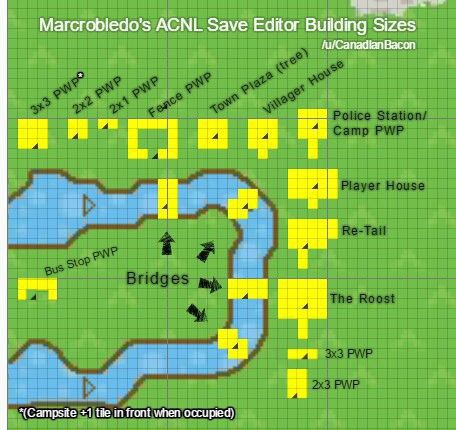 Marcrobledo's ACNL Save Editor Building Sizes
/u/CanadianBacon
3x3 PWP*
2x2 PWP
2x1 PWP
Fence PWP
Town Plaza (tree)
Villager House
Police Station/
Camp PWP
Player House
Re-Tail
Bus Stop PWP
Bridges
The Roost
3x3 PWP
2x3 PWP
*(Campsite +1 tile in front when occupied)